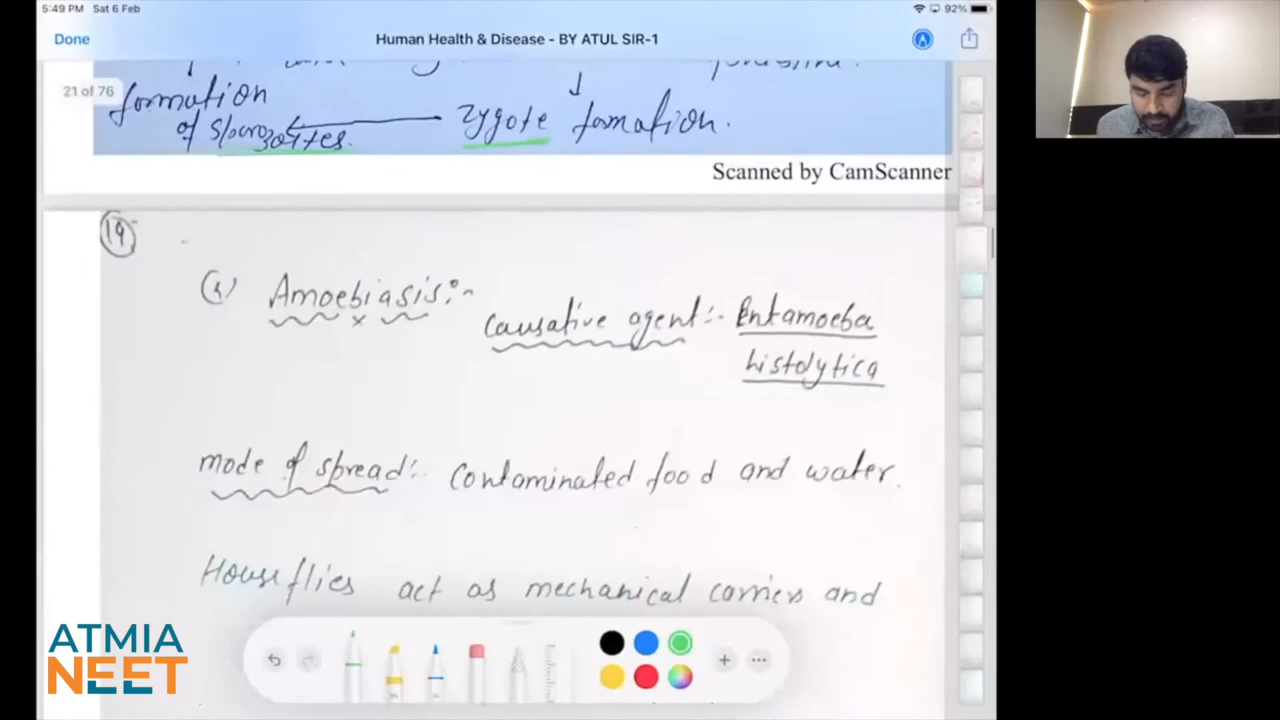 5:49 PM Sat 6 Feb
92%
Done
Human Health & Disease - BY ATUL SIR-1
21 of 76
formation
of sporozoites.
zygote formation.
Scanned by CamScanner
19
Amoebiasis:-
Causative agent:- Entamoeba
histolytica
mode of spread:- Contaminated food and water.
Houseflies act as mechanical carriers and
ATMIA
NEET